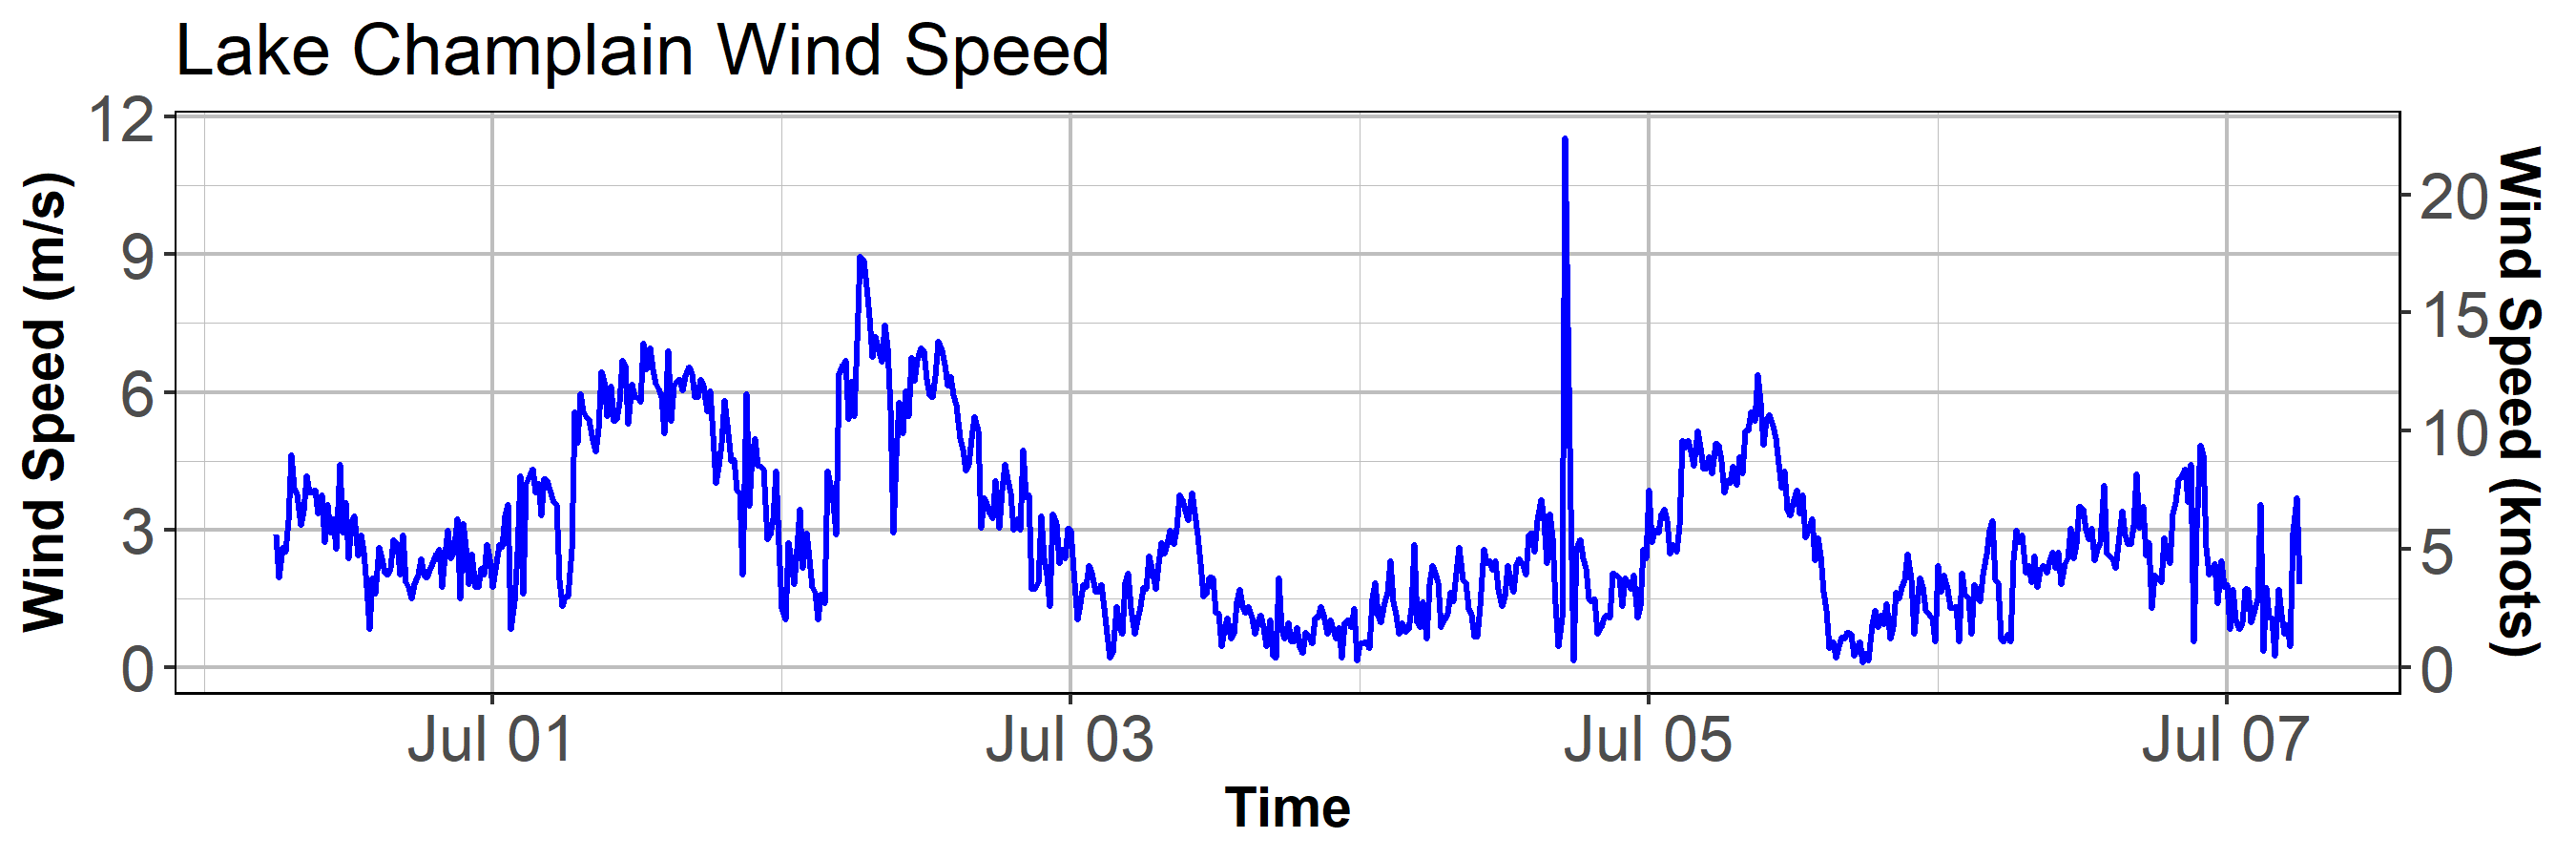 Lake Champlain Wind Speed
12
9
6
3
0
Wind Speed (m/s)
20
15
10
5
0
Wind Speed (knots)
Jul 01
Jul 03
Jul 05
Jul 07
Time